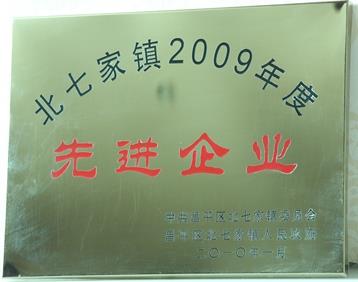 北七家镇2009年度
先进企业
中共昌平区北七家镇委员会
昌平区北七家镇人民政府
二〇一〇年一月